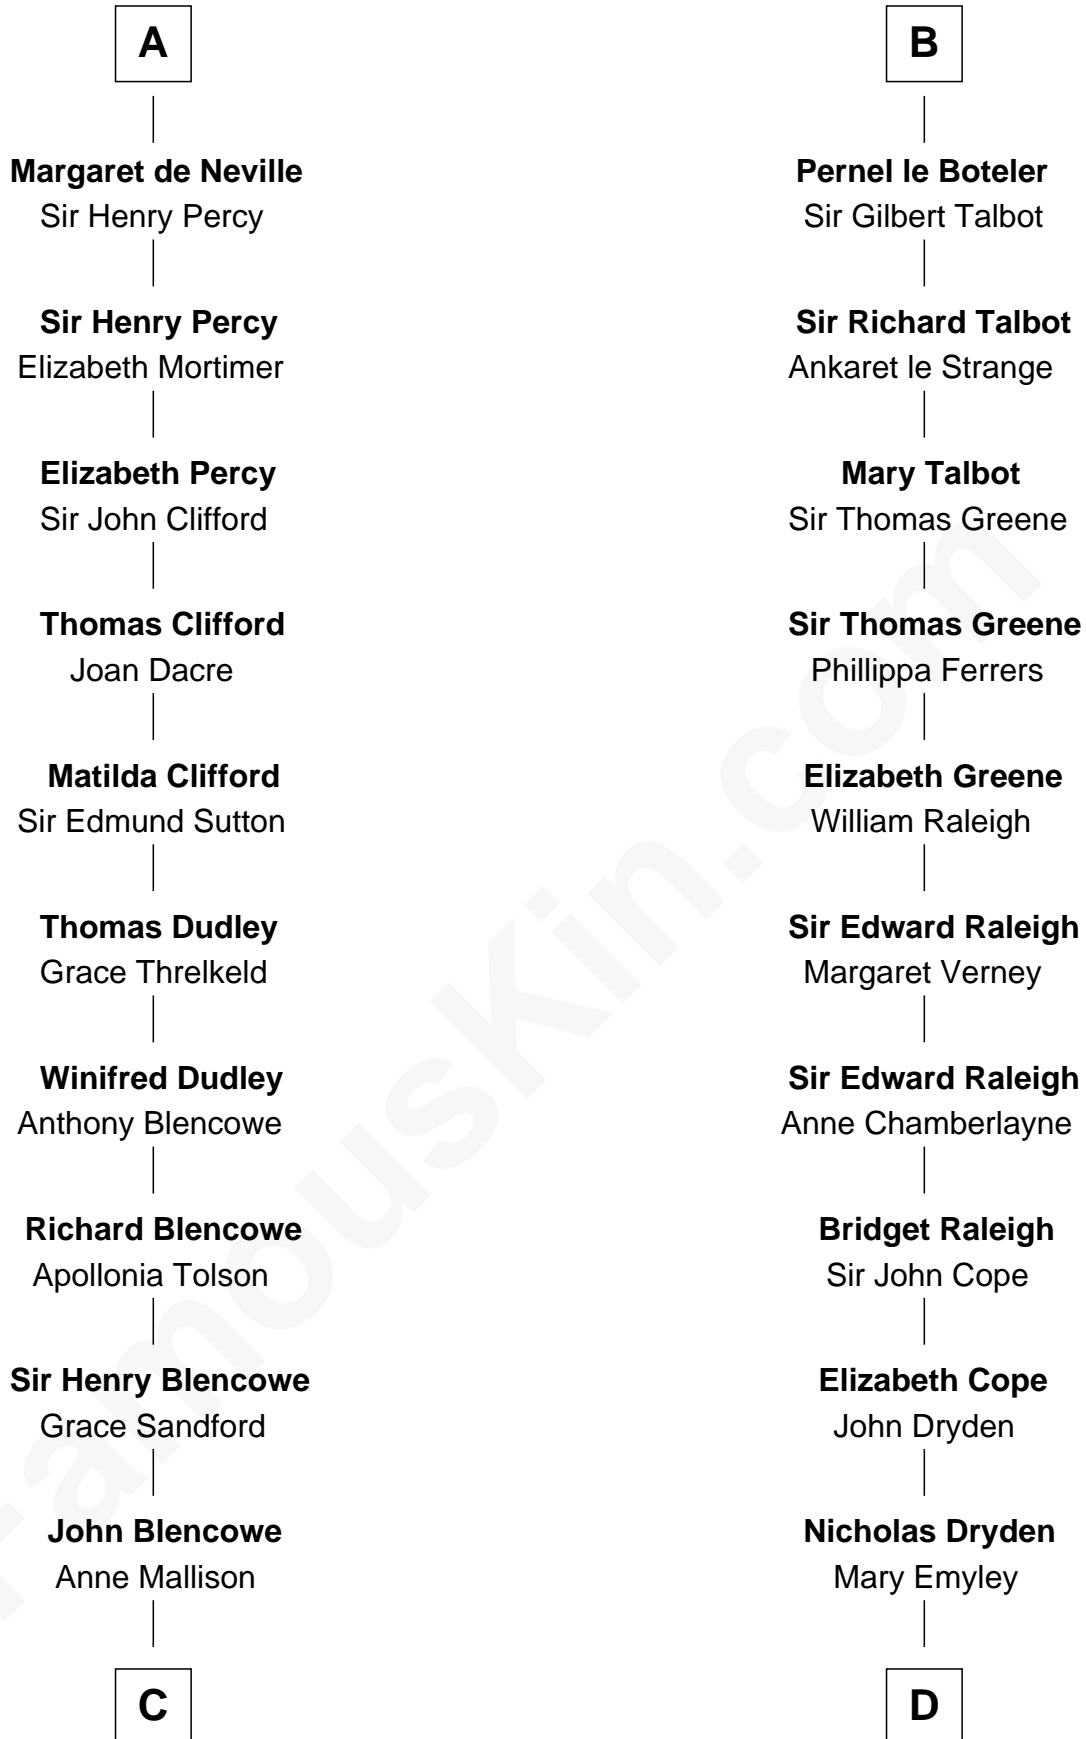 A
Margaret de Neville
Sir Henry Percy
Sir Henry Percy
Elizabeth Mortimer
Elizabeth Percy
Sir John Clifford
Thomas Clifford
Joan Dacre
Matilda Clifford
Sir Edmund Sutton
Thomas Dudley
Grace Threlkeld
Winifred Dudley
Anthony Blencowe
Richard Blencowe
Apollonia Tolson
Sir Henry Blencowe
Grace Sandford
John Blencowe
Anne Mallison
C
B
Pernel le Boteler
Sir Gilbert Talbot
Sir Richard Talbot
Ankaret le Strange
Mary Talbot
Sir Thomas Greene
Sir Thomas Greene
Phillippa Ferrers
Elizabeth Greene
William Raleigh
Sir Edward Raleigh
Margaret Verney
Sir Edward Raleigh
Anne Chamberlayne
Bridget Raleigh
Sir John Cope
Elizabeth Cope
John Dryden
Nicholas Dryden
Mary Emyley
D
FamousKin.com